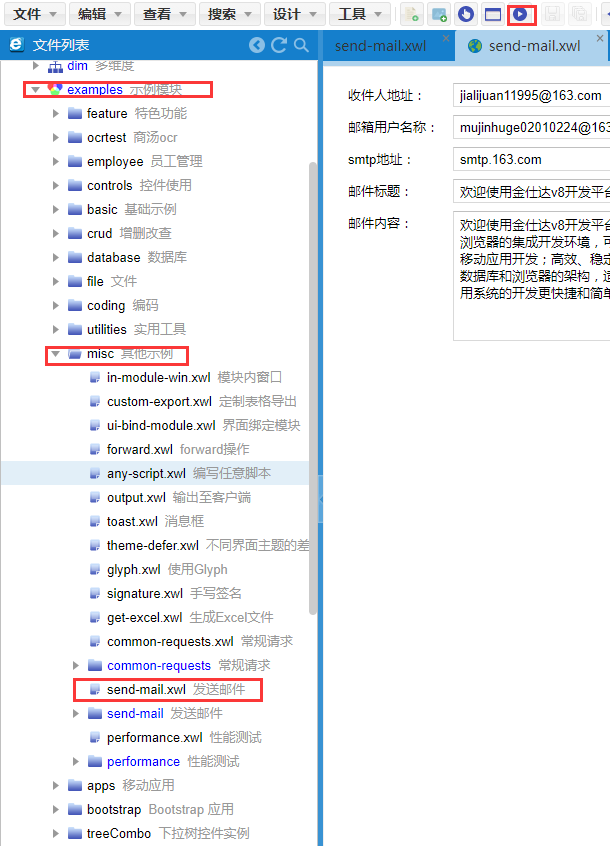 文件 编辑 查看 搜索 设计 工具
文件列表
send-mail.xwl send-mail.xwl
dim 多维度
examples 示例模块
feature 特色功能
ocrtest 商汤ocr
employee 员工管理
controls 控件使用
basic 基础示例
crud 增删改查
database 数据库
file 文件
coding 编码
utilities 实用工具
misc 其他示例
in-module-win.xwl 模块内窗口
custom-export.xwl 定制表格导出
ui-bind-module.xwl 界面绑定模块
forward.xwl forward操作
any-script.xwl 编写任意脚本
output.xwl 输出至客户端
toast.xwl 消息框
theme-defer.xwl 不同界面主题的差
glyph.xwl 使用Glyph
signature.xwl 手写签名
get-excel.xwl 生成Excel文件
common-requests.xwl 常规请求
common-requests 常规请求
send-mail.xwl 发送邮件
send-mail 发送邮件
performance.xwl 性能测试
performance 性能测试
apps 移动应用
bootstrap Bootstrap 应用
treeCombo 下拉树控件实例
收件人地址： jialijuan11995@163.com
邮箱用户名称： mujinhuge02010224@163
smtp地址： smtp.163.com
邮件标题： 欢迎使用金仕达v8开发平台
邮件内容： 欢迎使用金仕达v8开发平台
浏览器的集成开发环境，可
移动应用开发；高效、稳定
数据库和浏览器的架构，适
用系统的开发更快捷和简单